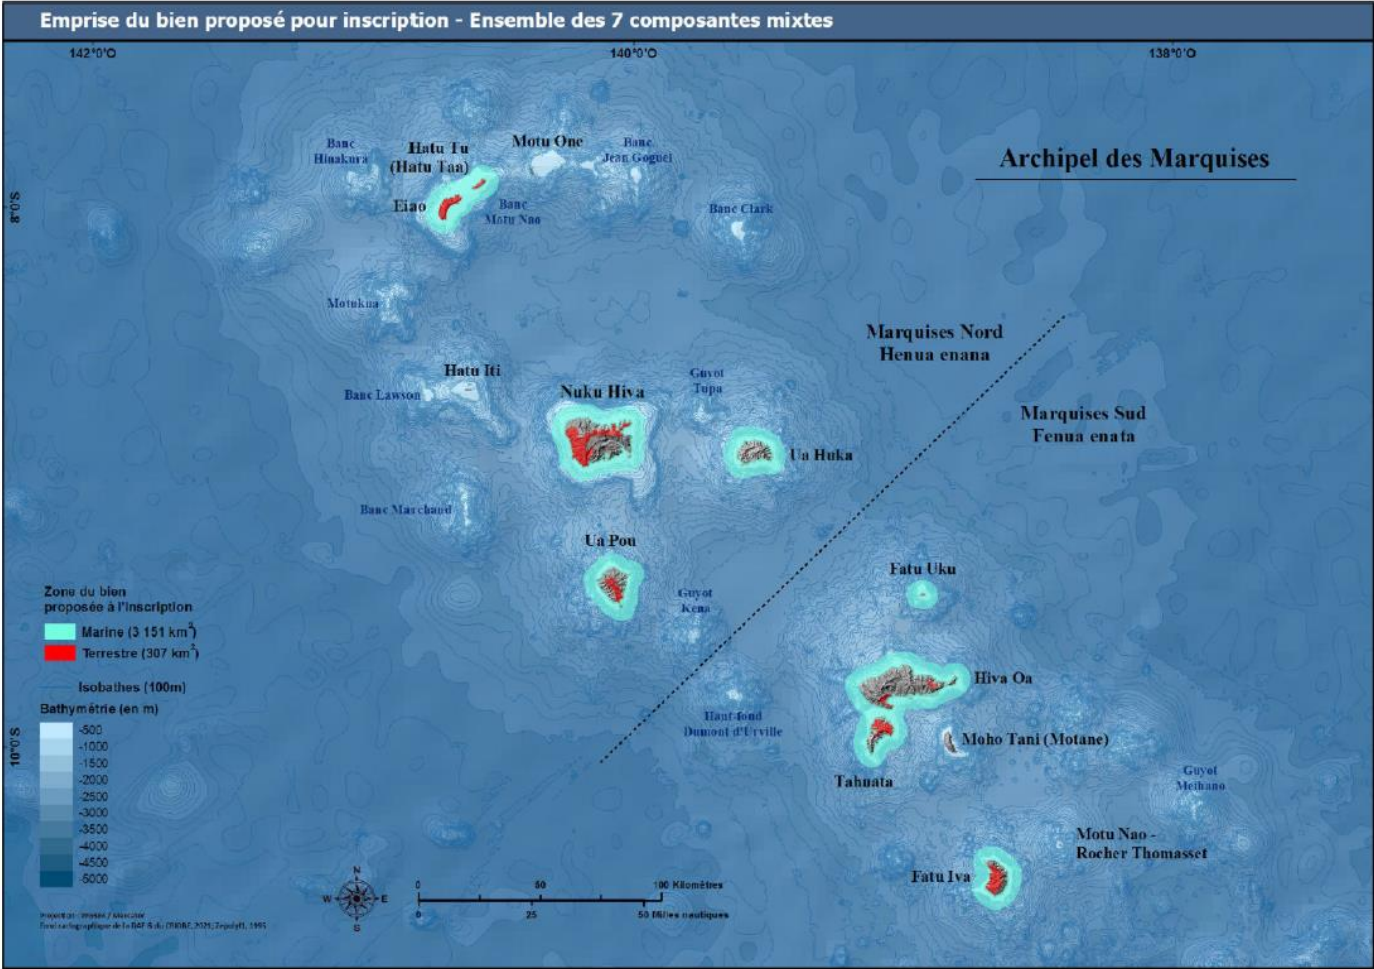 Emprise du bien proposé pour inscription - Ensemble des 7 composantes mixtes
142°0'O
140°0'O
138°0'O
8°0'S
10°0'S
Archipel des Marquises
Banc
Hinakura
Hatu Tu
(Hatu Taa)
Motu One
Banc
Jean Goguel
Eiao
Banc
Motu Nao
Banc Clark
Motukua
Marquises Nord
Henua enana
Marquises Sud
Fenua enata
Hatu Iti
Banc Lawson
Nuku Hiva
Guyot
Tupa
Ua Huka
Banc Marchand
Ua Pou
Guyot
Kena
Fatu Uku
Hiva Oa
Haut-fond
Dumont d'Urville
Moho Tani (Motane)
Tahuata
Guyot
Meihano
Motu Nao -
Rocher Thomasset
Fatu Iva
Zone du bien
proposée à l'inscription
Marine (3 151 km²)
Terrestre (307 km²)
Isobathes (100m)
Bathymétrie (en m)
-500
-1000
-1500
-2000
-2500
-3000
-3500
-4000
-4500
-5000
N
W
E
S
0
50
100 Kilomètres
0
25
50 Milles nautiques